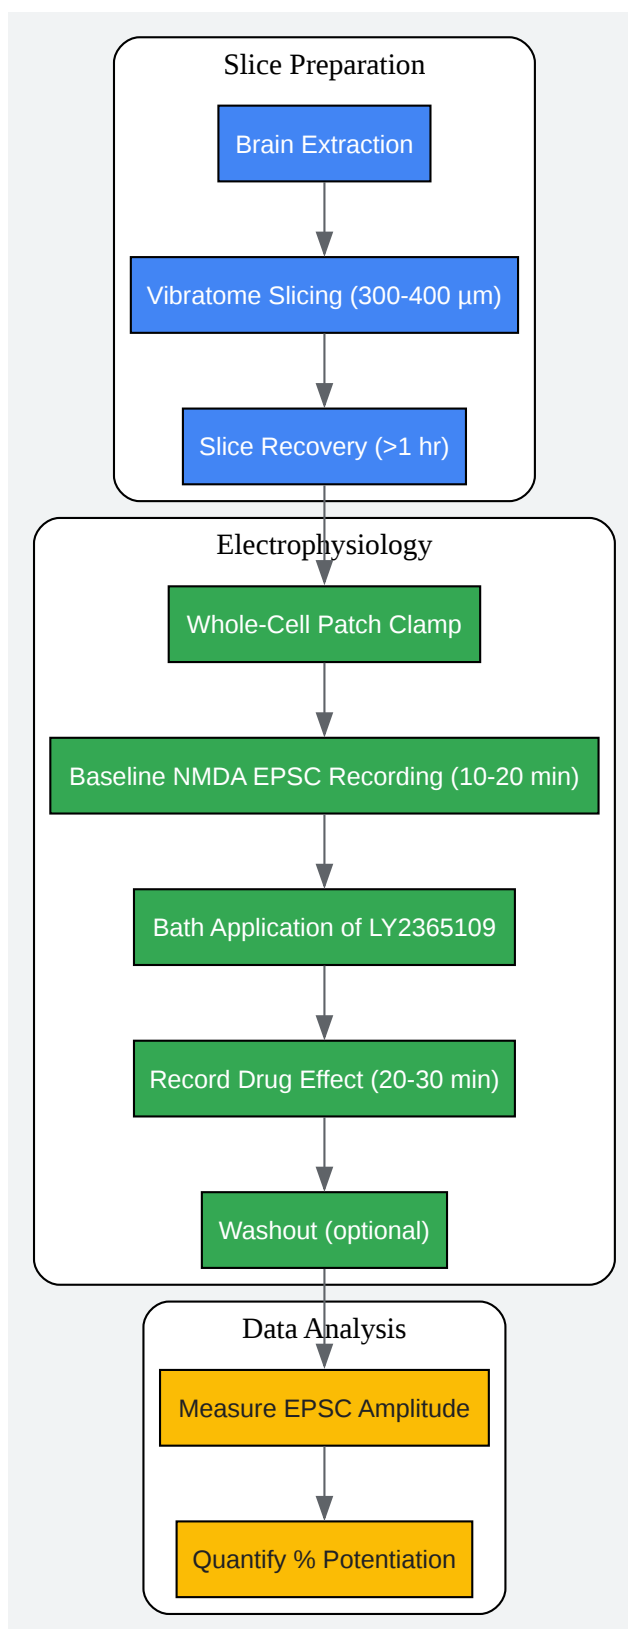 Slice Preparation
Brain Extraction
Vibratome Slicing (300-400 µm)
Slice Recovery (>1 hr)
Electrophysiology
Whole-Cell Patch Clamp
Baseline NMDA EPSC Recording (10-20 min)
Bath Application of LY2365109
Record Drug Effect (20-30 min)
Washout (optional)
Data Analysis
Measure EPSC Amplitude
Quantify % Potentiation